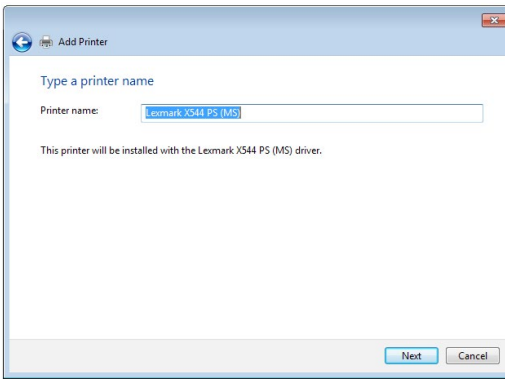 Add Printer
Type a printer name
Printer name: Lexmark X544 PS (MS)
This printer will be installed with the Lexmark X544 PS (MS) driver.
Next Cancel